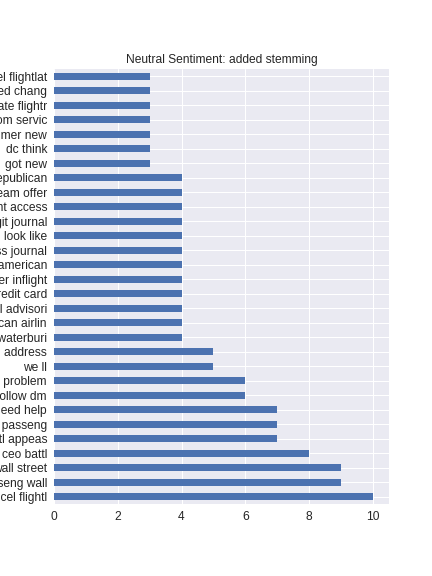 Neutral Sentiment: added stemming
el flightlat
ed chang
ate flightr
om servic
mer new
dc think
got new
epublican
eam offer
nt access
git journal
look like
ss journal
american
er inflight
redit card
l advisori
can airlin
waterburi
address
we ll
problem
ollow dm
eed help
passeng
tl appeas
ceo battl
wall street
seng wall
cel flightl
0 2 4 6 8 10